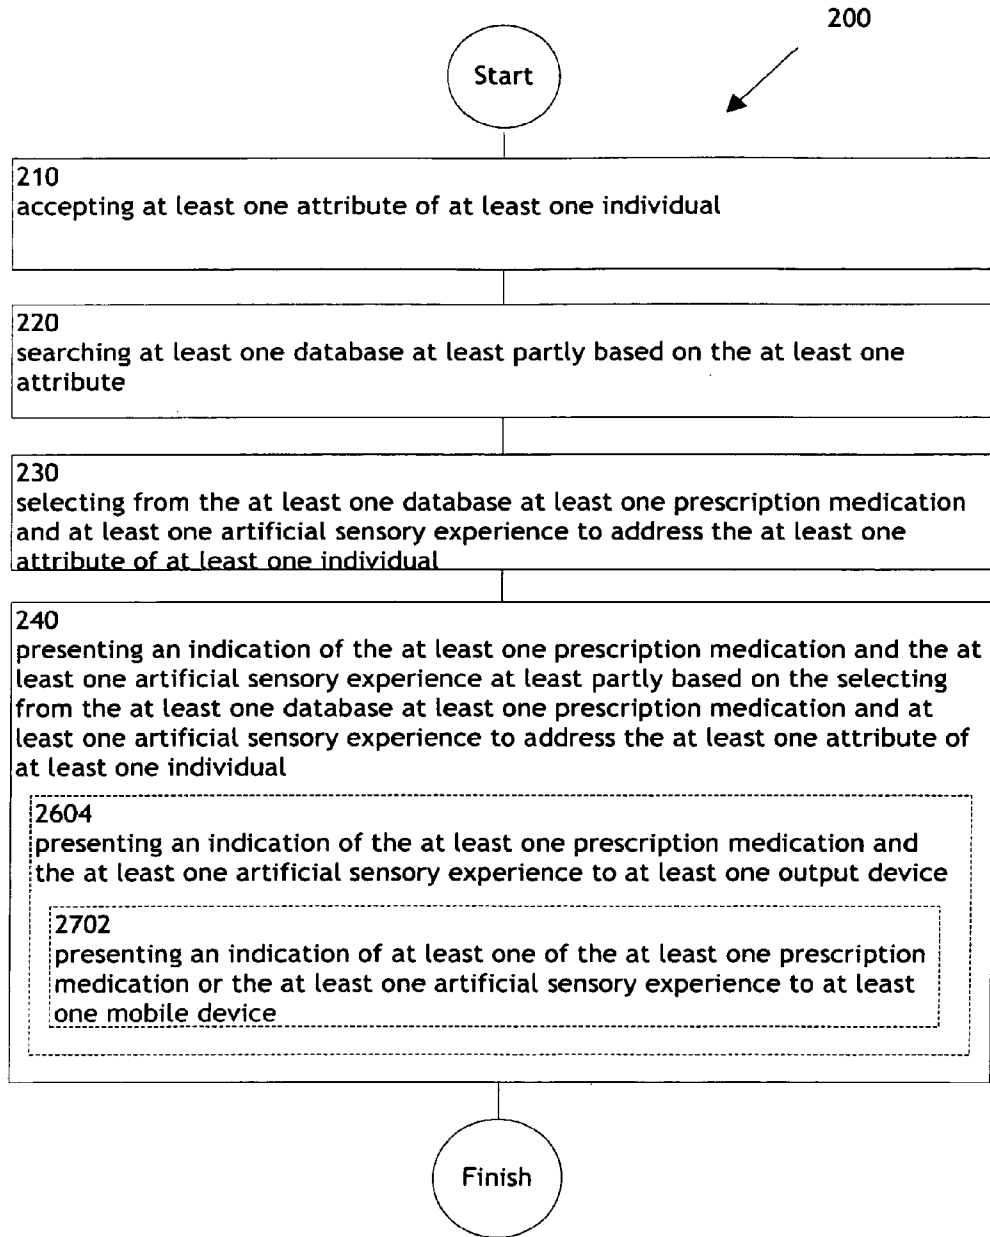 200
Start
210
accepting at least one attribute of at least one individual
220
searching at least one database at least partly based on the at least one
attribute
230
selecting from the at least one database at least one prescription medication
and at least one artificial sensory experience to address the at least one
attribute of at least one individual
240
presenting an indication of the at least one prescription medication and the at
least one artificial sensory experience at least partly based on the selecting
from the at least one database at least one prescription medication and at
least one artificial sensory experience to address the at least one attribute of
at least one individual
2604
presenting an indication of the at least one prescription medication and
the at least one artificial sensory experience to at least one output device
2702
presenting an indication of at least one of the at least one prescription
medication or the at least one artificial sensory experience to at least
one mobile device
Finish